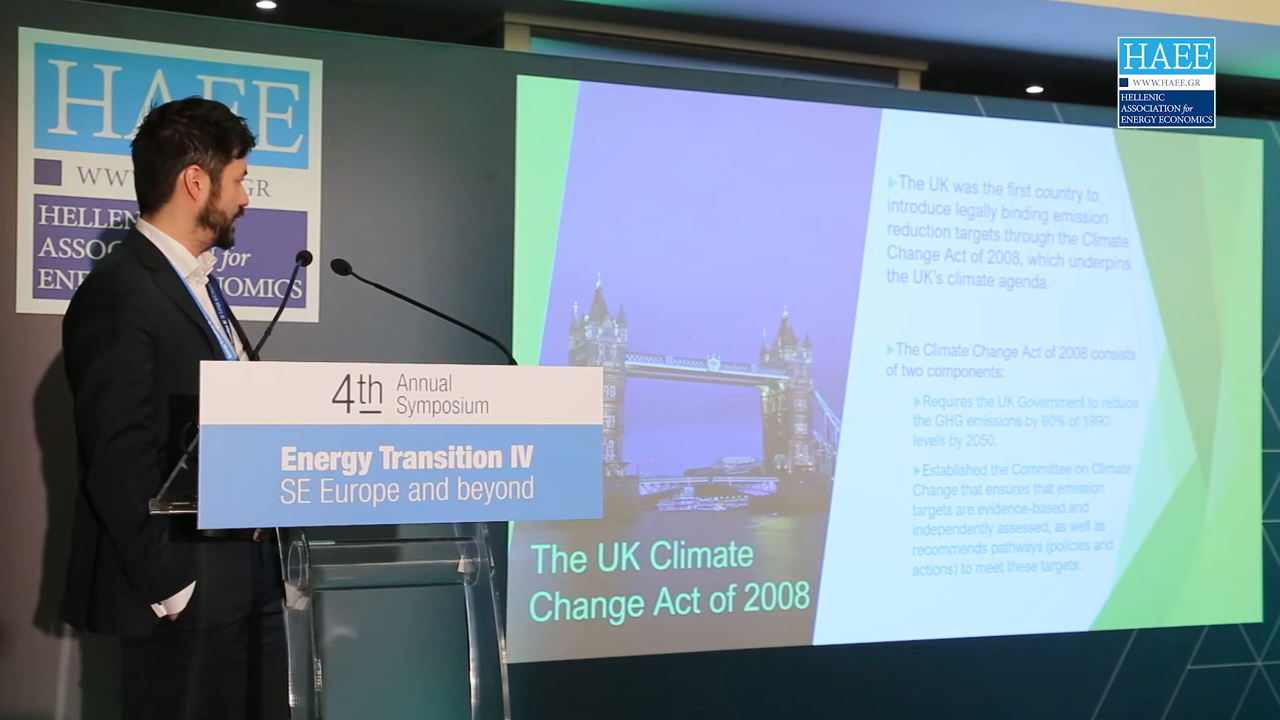 HAEE
WWW.HAEE.GR
HELLENIC
ASSOCIATION for
ENERGY ECONOMICS
HAEE
WW GR
HELLEN
ASSO for
ENE OMICS
4th Annual
Symposium
Energy Transition IV
SE Europe and beyond
The UK Climate
Change Act of 2008
The UK was the first country to
introduce legally binding emission
reduction targets through the Climate
Change Act of 2008, which underpins
the UK's climate agenda.
The Climate Change Act of 2008 consists
of two components:
Requires the UK Government to reduce
the GHG emissions by 80% of 1990
levels by 2050.
Established the Committee on Climate
Change that ensures that emission
targets are evidence-based and
independently assessed, as well as
recommends pathways (policies and
actions) to meet these targets.